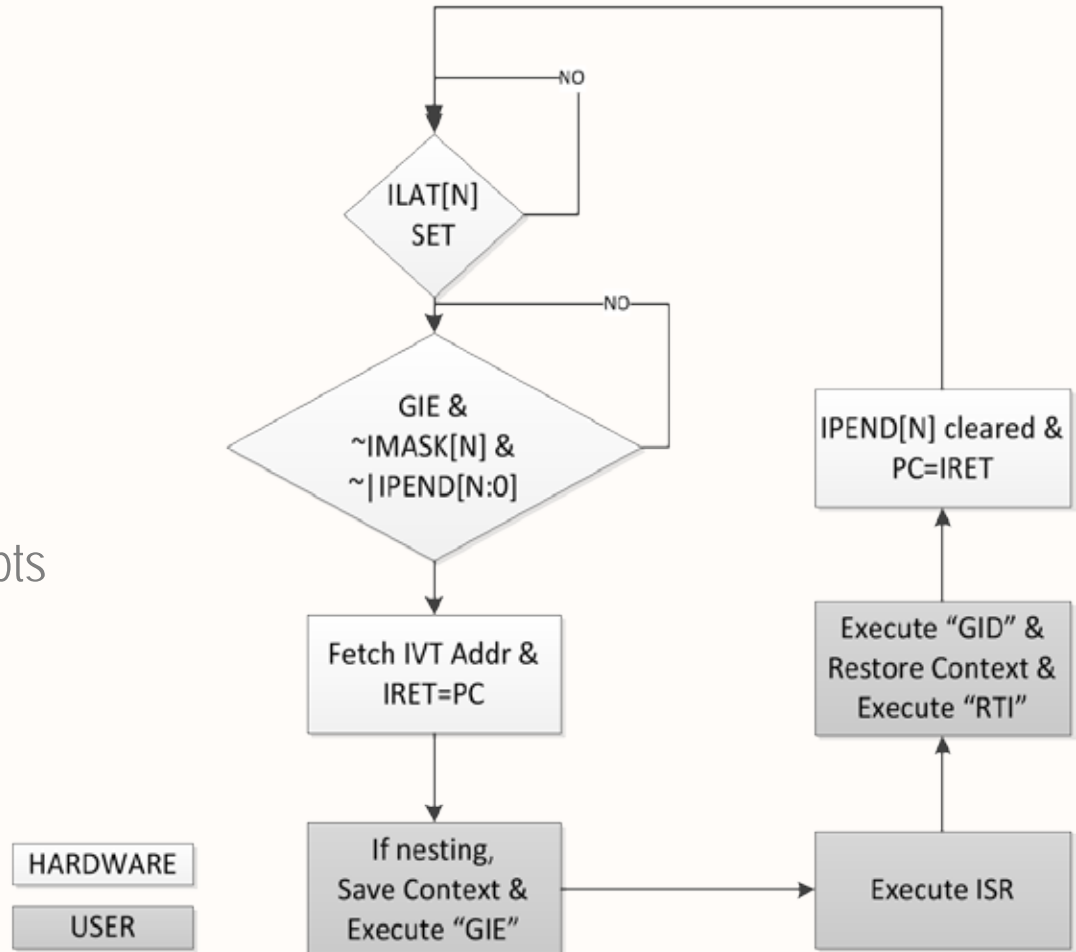 NO
ILAT[N]
SET
NO
GIE &
~IMASK[N] &
~|IPEND[N:0]
Fetch IVT Addr &
IRET=PC
If nesting,
Save Context &
Execute “GIE”
Execute ISR
Execute “GID” &
Restore Context &
Execute “RTI”
IPEND[N] cleared &
PC=IRET
HARDWARE
USER